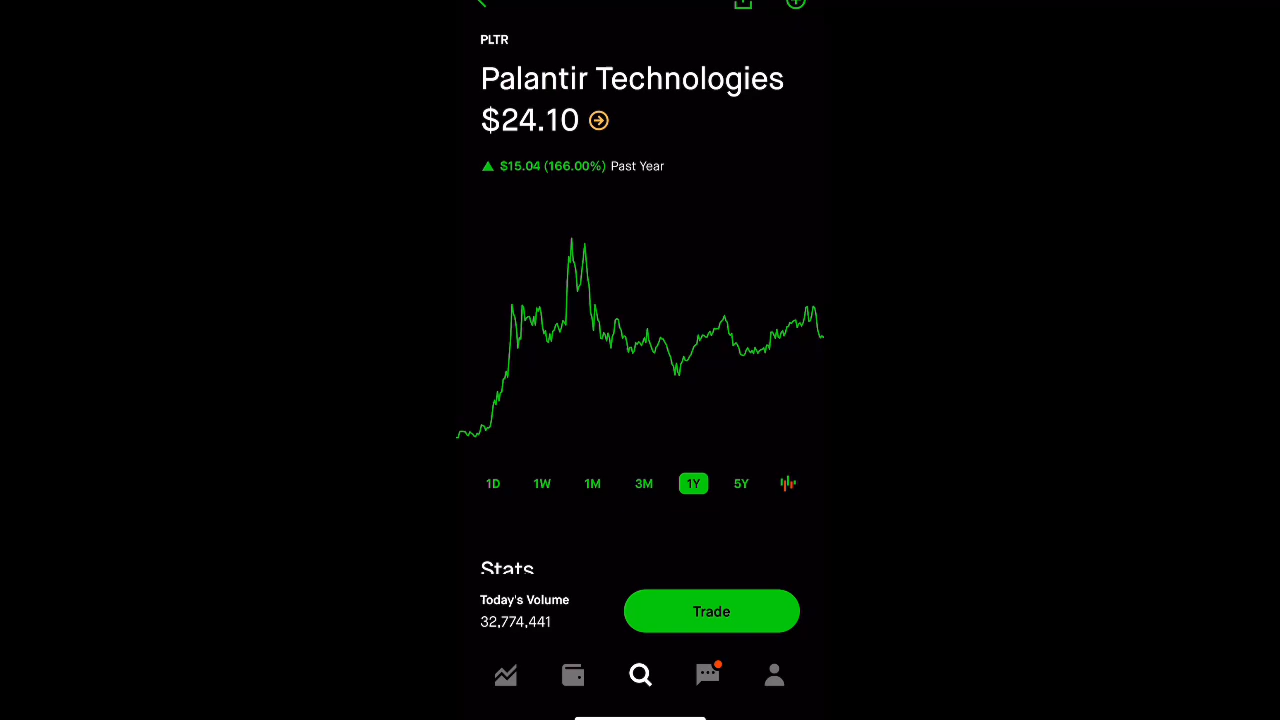 PLTR
Palantir Technologies
$24.10
$15.04 (166.00%) Past Year
1D 1W 1M 3M 1Y 5Y
Stats
Today's Volume
32,774,441
Trade